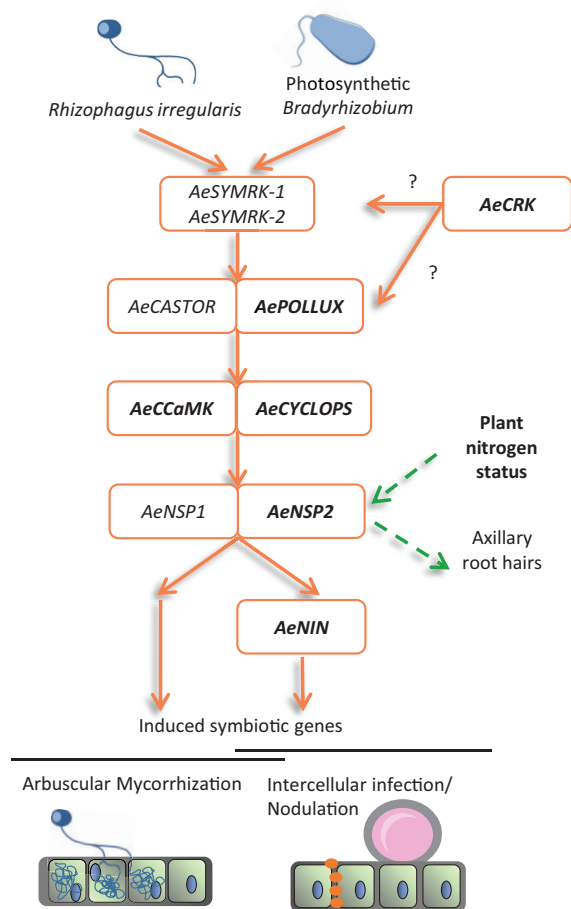 Rhizophagus irregularis
Photosynthetic
Bradyrhizobium
AeSYMRK-1
AeSYMRK-2
?
AeCRK
?
AeCASTOR
AePOLLUX
AeCCaMK
AeCYCLOPS
Plant
nitrogen
status
AeNSP1
AeNSP2
Axillary
root hairs
AeNIN
Induced symbiotic genes
Arbuscular Mycorrhization
Intercellular infection/
Nodulation